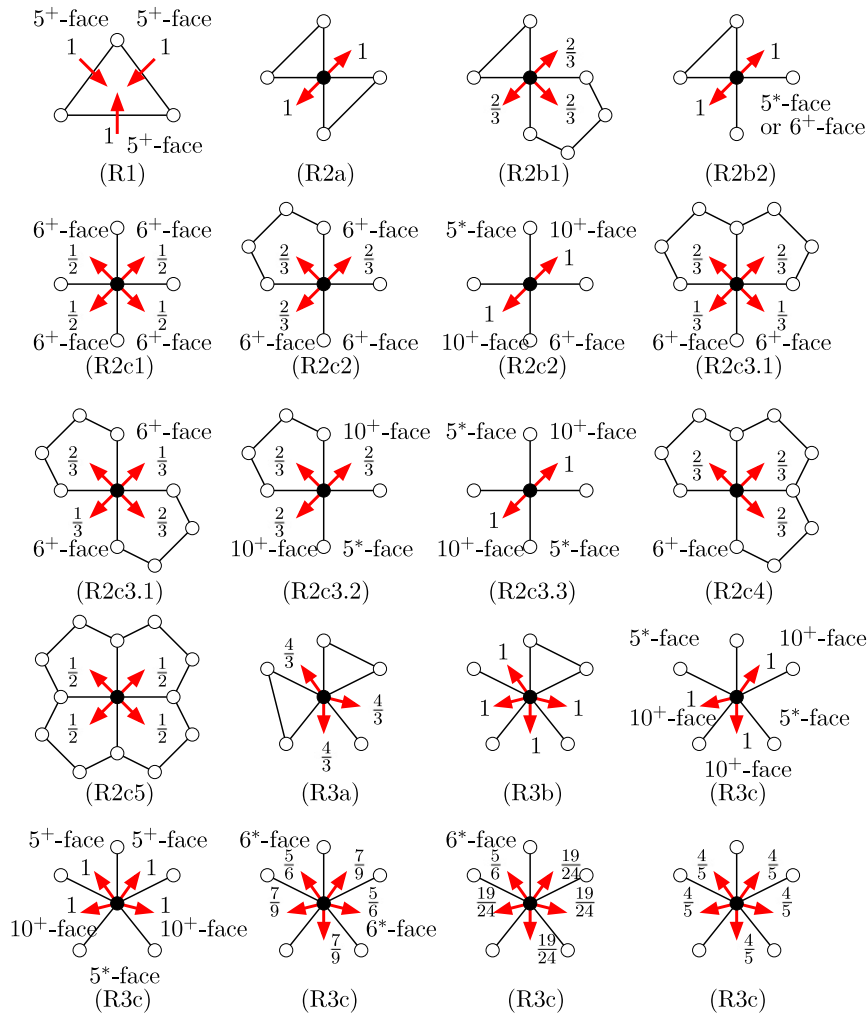 5⁺-face 5⁺-face
1 1
1 5⁺-face
(R1)
1
1
(R2a)
2/3
2/3 2/3
(R2b1)
1
1
5*-face
or 6⁺-face
(R2b2)
6⁺-face 6⁺-face
1/2 1/2
1/2 1/2
6⁺-face 6⁺-face
(R2c1)
6⁺-face
2/3 2/3
2/3
6⁺-face 6⁺-face
(R2c2)
5*-face 10⁺-face
1
1
10⁺-face 6⁺-face
(R2c2)
2/3 2/3
1/3 1/3
6⁺-face 6⁺-face
(R2c3.1)
6⁺-face
2/3 1/3
1/3 2/3
6⁺-face
(R2c3.1)
10⁺-face
2/3 2/3
2/3
10⁺-face 5*-face
(R2c3.2)
5*-face 10⁺-face
1
1
10⁺-face 5*-face
(R2c3.3)
2/3 2/3
2/3
6⁺-face
(R2c4)
1/2 1/2
1/2 1/2
(R2c5)
4/3
4/3
4/3
(R3a)
1
1 1
1
(R3b)
5*-face 10⁺-face
1
1
10⁺-face 5*-face
1
10⁺-face
(R3c)
5⁺-face 5⁺-face
1 1
1 1
10⁺-face 10⁺-face
5*-face
(R3c)
6*-face
5/6 7/9
7/9 5/6
6*-face
7/9
(R3c)
6*-face
5/6 19/24
19/24 19/24
19/24
(R3c)
4/5 4/5
4/5 4/5
4/5
(R3c)